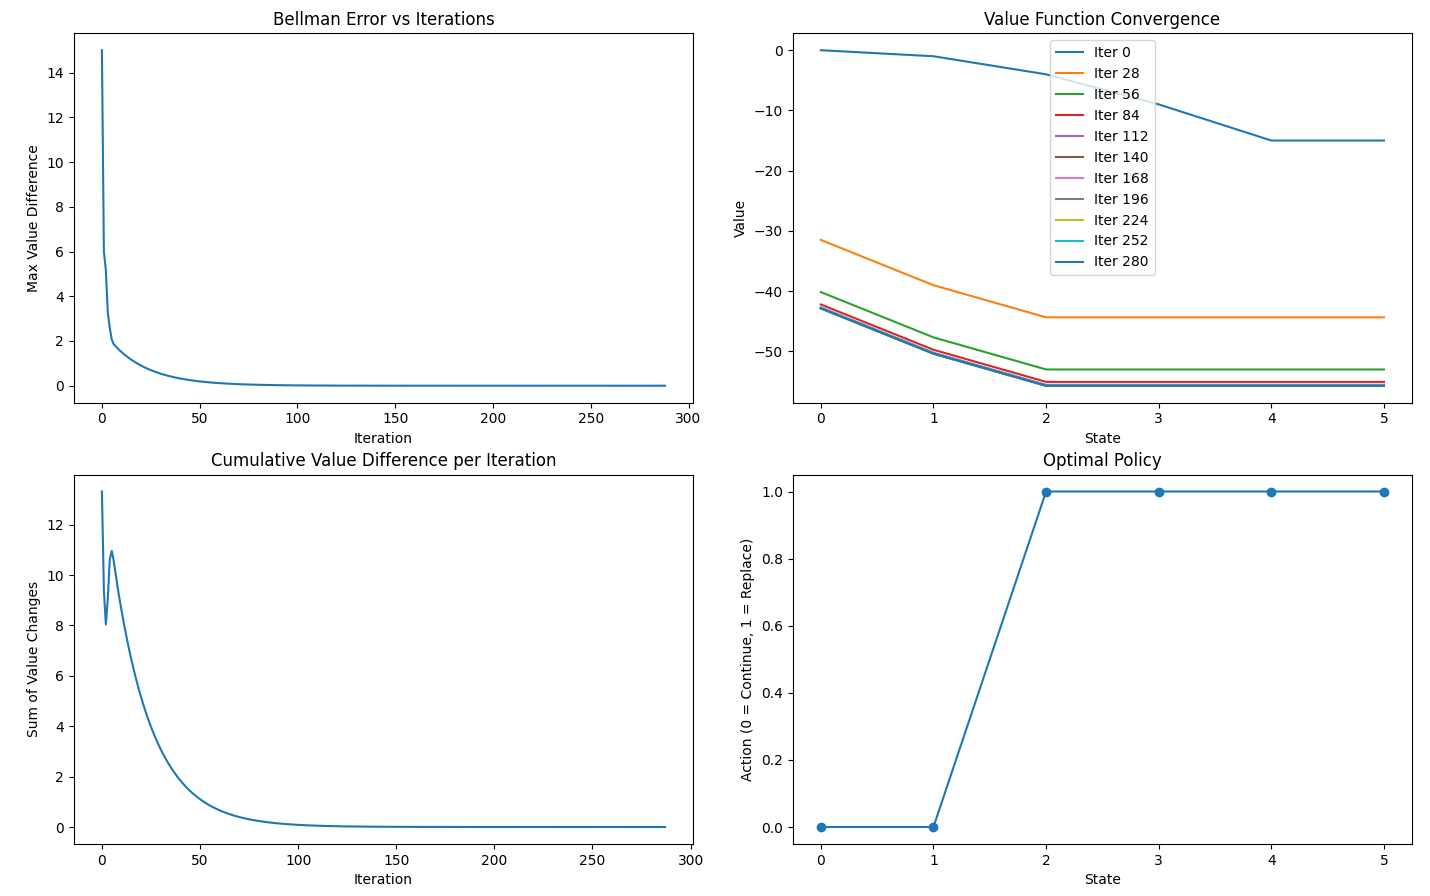 Bellman Error vs Iterations
Max Value Difference
14
12
10
8
6
4
2
0
0 50 100 150 200 250 300
Iteration
Value Function Convergence
Value
0
−10
−20
−30
−40
−50
Iter 0
Iter 28
Iter 56
Iter 84
Iter 112
Iter 140
Iter 168
Iter 196
Iter 224
Iter 252
Iter 280
0 1 2 3 4 5
State
Cumulative Value Difference per Iteration
Sum of Value Changes
12
10
8
6
4
2
0
0 50 100 150 200 250 300
Iteration
Optimal Policy
Action (0 = Continue, 1 = Replace)
1.0
0.8
0.6
0.4
0.2
0.0
0 1 2 3 4 5
State